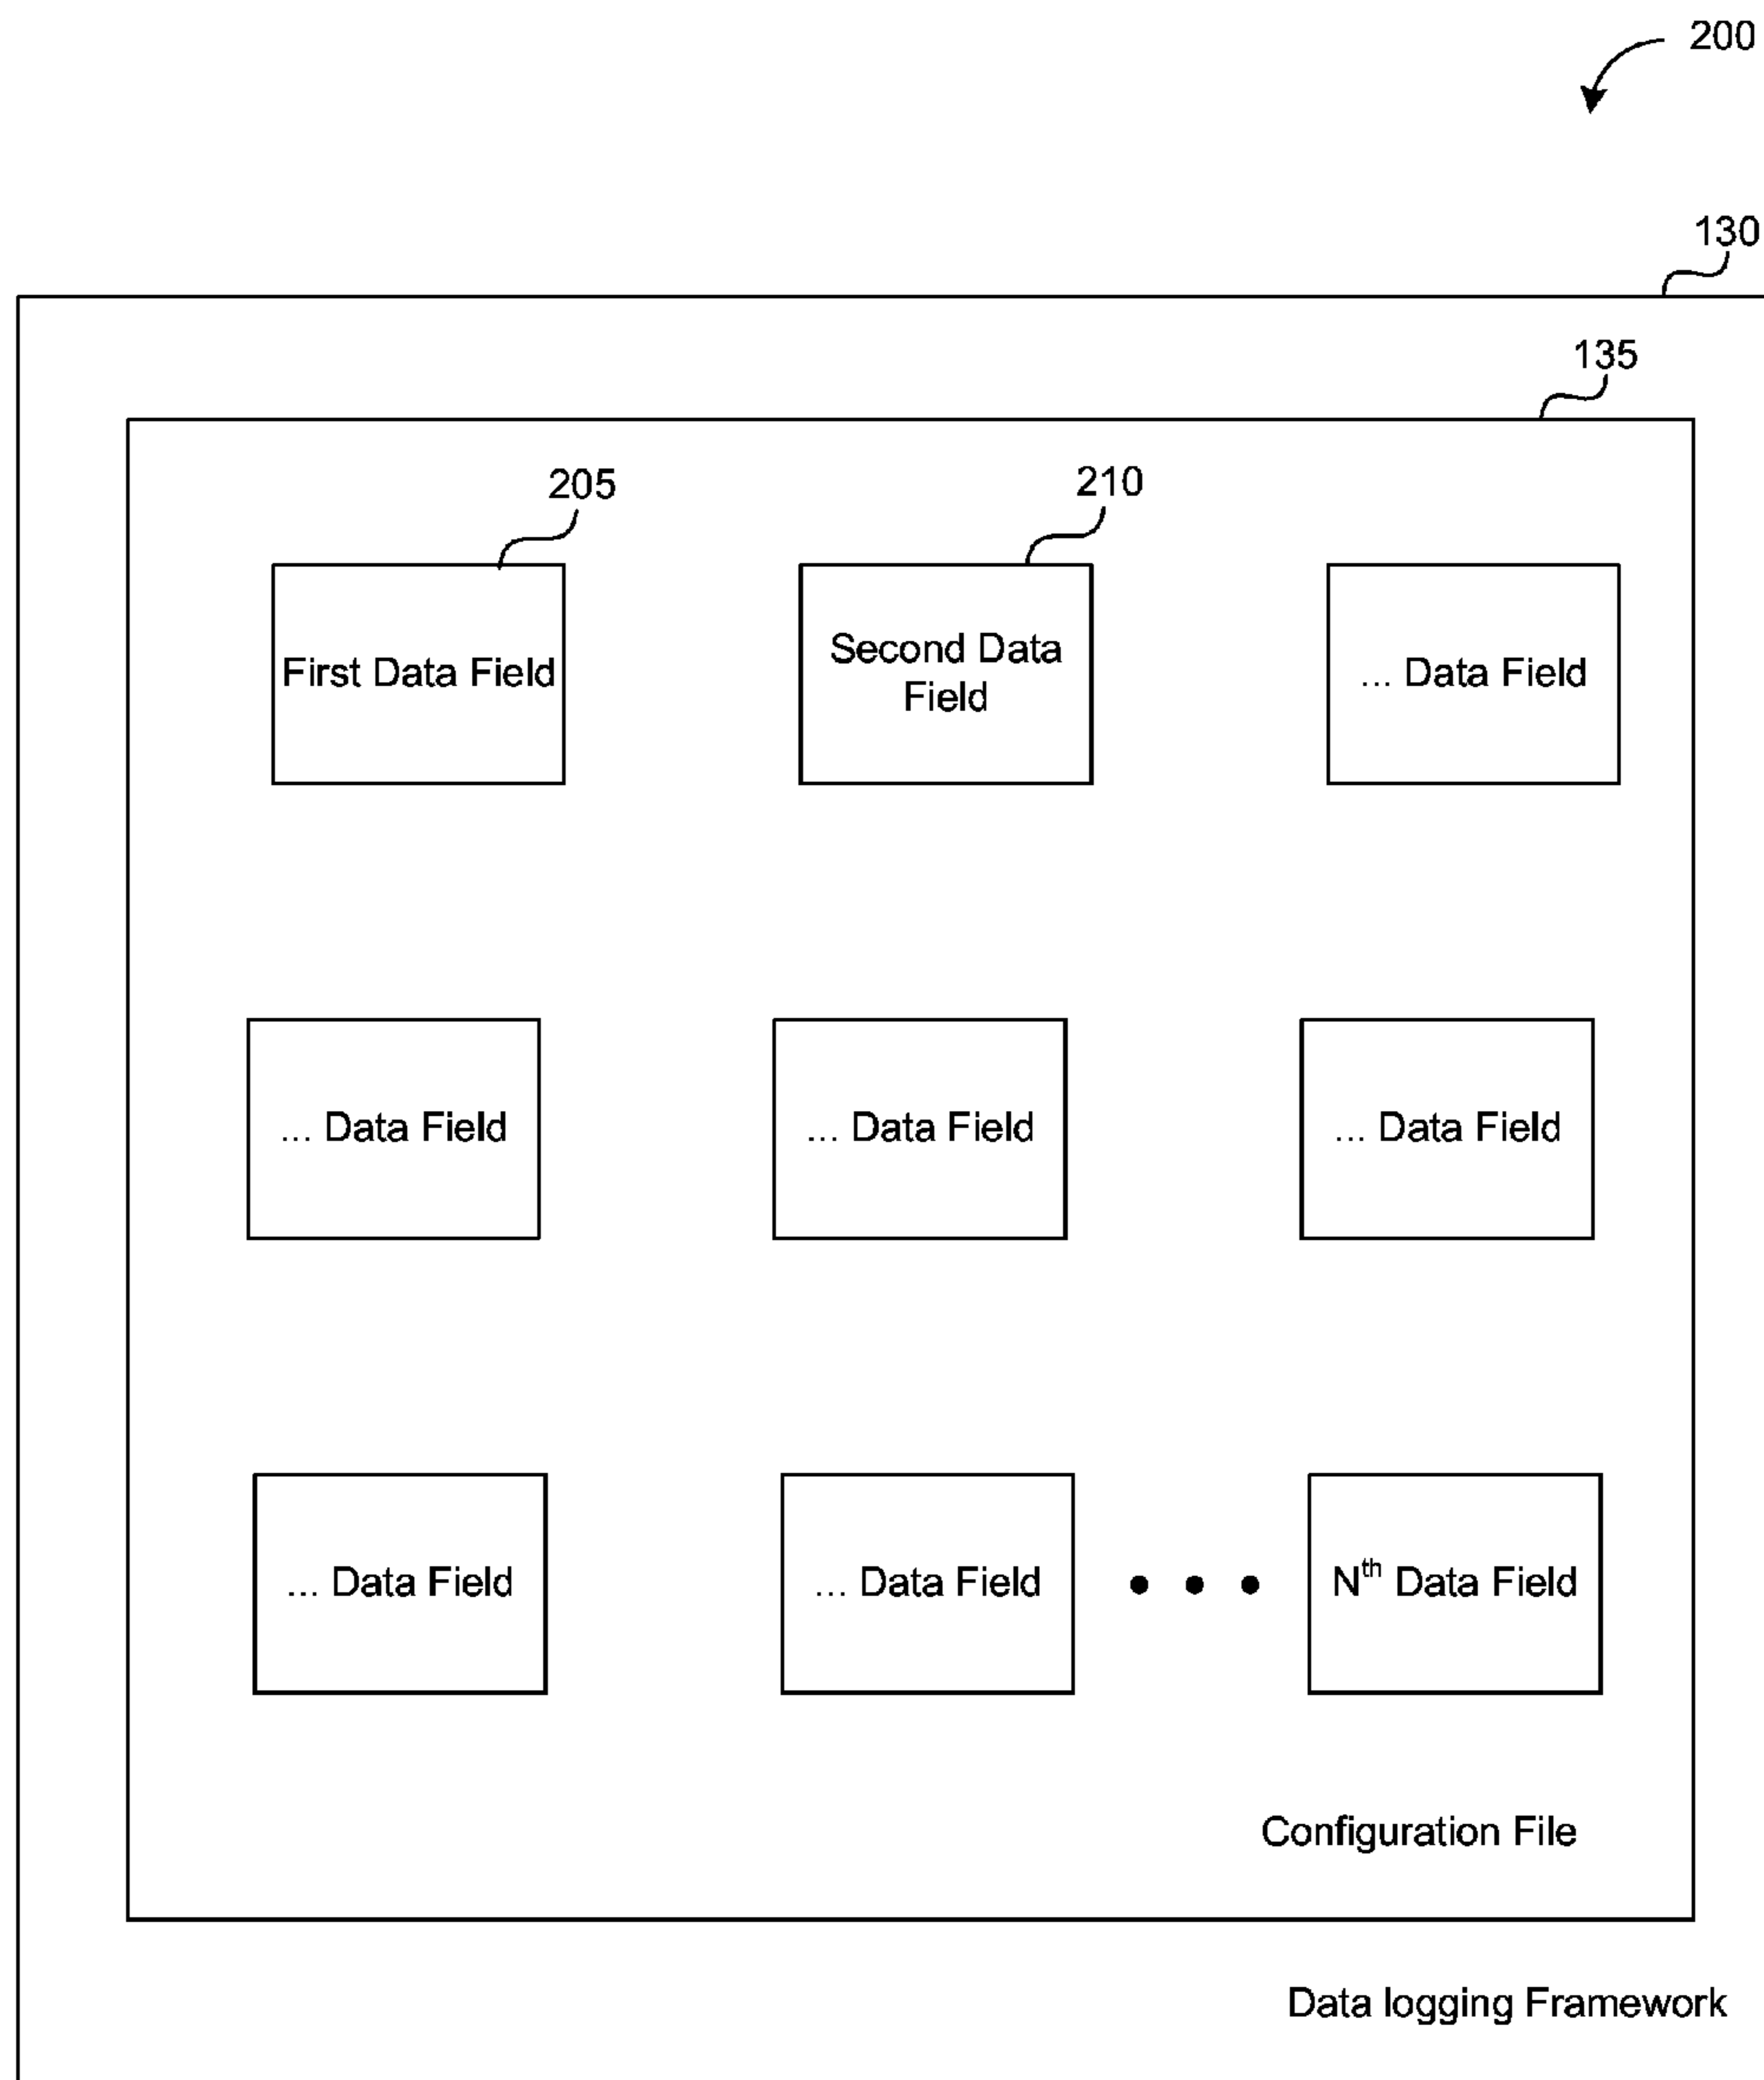 200
130
135
205
210
First Data Field
Second Data
Field
... Data Field
... Data Field
... Data Field
... Data Field
... Data Field
... Data Field
• • •
Nth Data Field
Configuration File
Data logging Framework